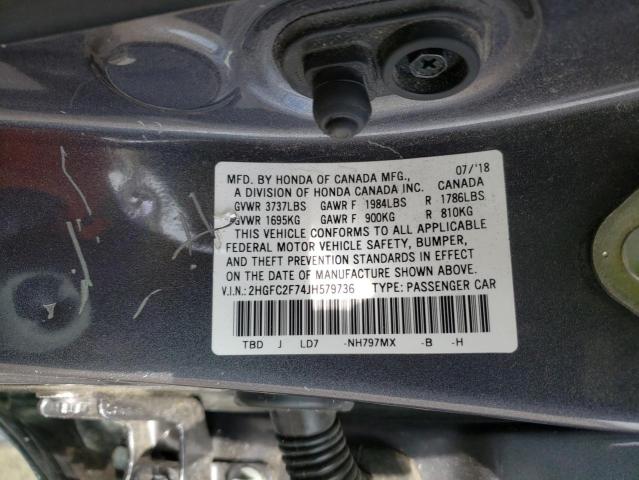 MFD. BY HONDA OF CANADA MFG., 07/'18
A DIVISION OF HONDA CANADA INC. CANADA
GVWR 3737LBS GAWR F 1984LBS R 1786LBS
GVWR 1695KG GAWR F 900KG R 810KG
THIS VEHICLE CONFORMS TO ALL APPLICABLE
FEDERAL MOTOR VEHICLE SAFETY, BUMPER,
AND THEFT PREVENTION STANDARDS IN EFFECT
ON THE DATE OF MANUFACTURE SHOWN ABOVE.
V.I.N.: 2HGFC2F74JH579736 TYPE: PASSENGER CAR
TBD J LD7 -NH797MX -B -H